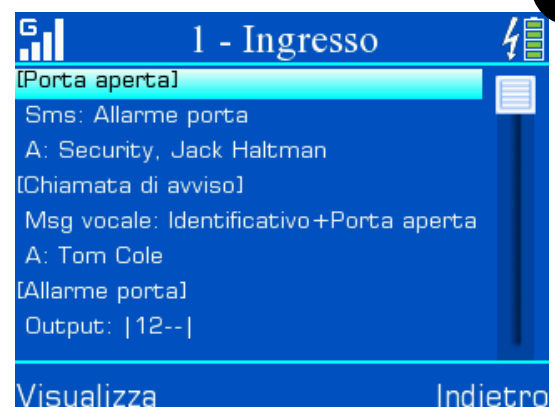 G
1 - Ingresso
[Porta aperta]
Sms: Allarme porta
A: Security, Jack Haltman
[Chiamata di avviso]
Msg vocale: Identificativo+Porta aperta
A: Tom Cole
[Allarme porta]
Output: |12--|
Visualizza
Indietro